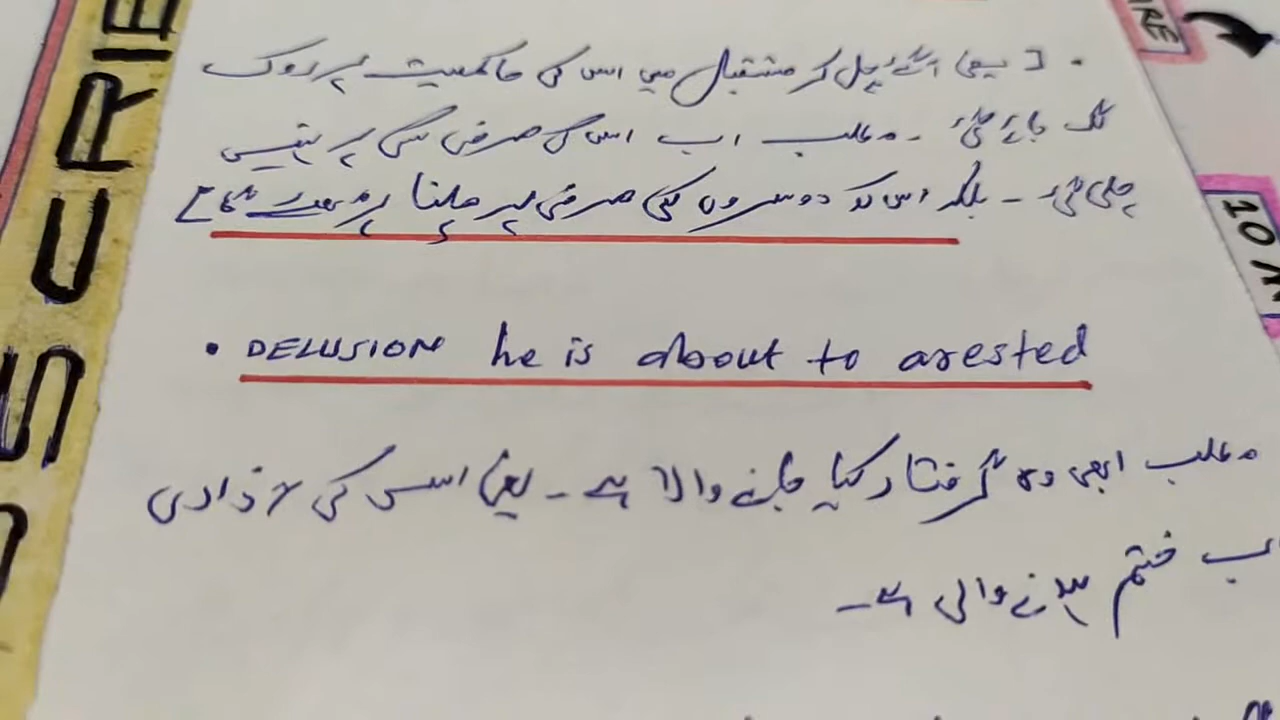 [ یعنی آگے چل کر مستقبل میں اس کی حاکمیت پر روک
لگ جائے گی۔ مطلب اب اس کی مرضی
چلے گی۔ بلکہ اس کو دوسروں کی مرضی پر چلنا پڑے گا ]
• DELUSION he is about to arested
مطلب ابھی وہ گرفتار کیا جانے والا ہے۔ یعنی اس کی آزادی
اب ختم ہونے والی ہے۔
10